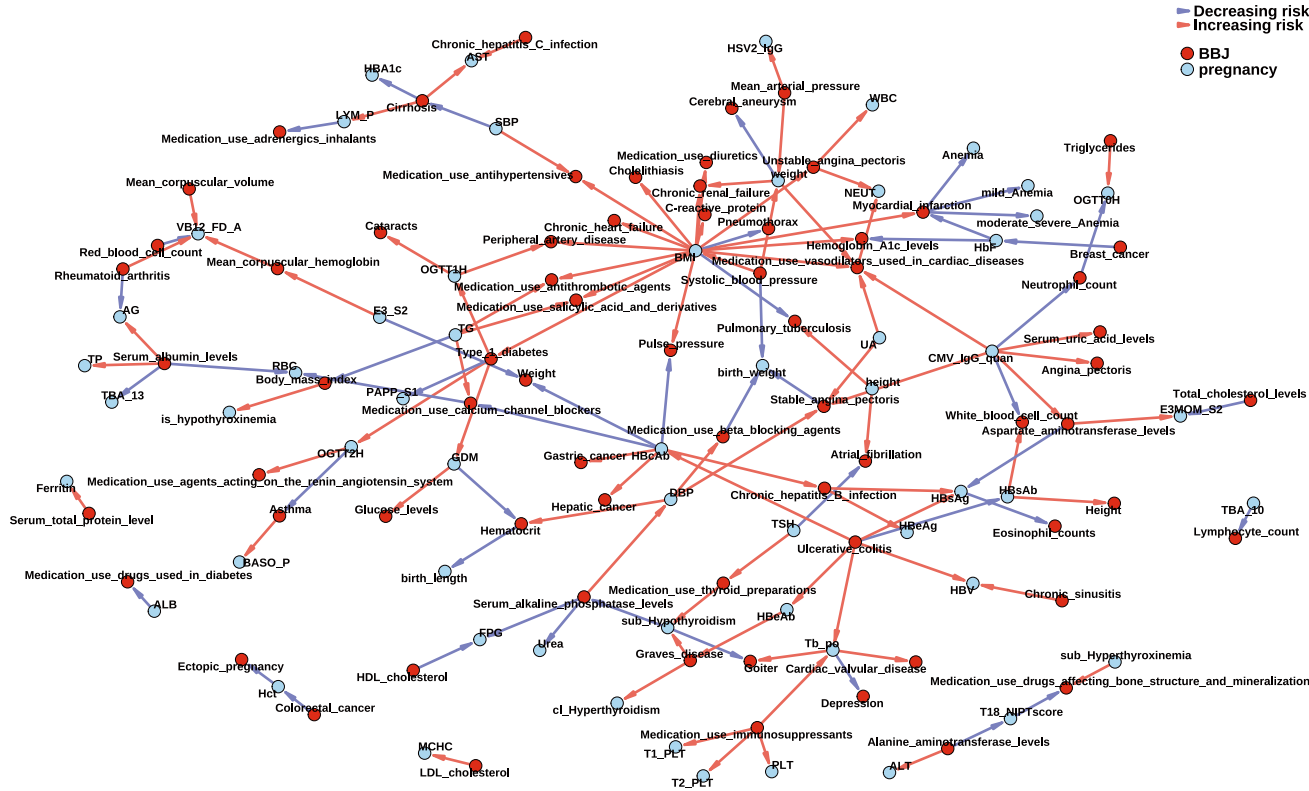 Decreasing risk
Increasing risk
BBJ
pregnancy
Chronic_hepatitis_C_infection
AST
HBA1c
HSV2_IgG
Mean_arterial_pressure
Cerebral_aneurysm
WBC
LYM_P
Cirrhosis
SBP
Medication_use_adrenergics_inhalants
Triglycerides
Anemia
Medication_use_diuretics
Unstable_angina_pectoris
Cholelithiasis
Medication_use_antihypertensives
weight
Mean_corpuscular_volume
Chronic_renal_failure
NEUT
mild_Anemia
OGTT0H
C-reactive_protein
Myocardial_infarction
moderate_severe_Anemia
VB12_FD_A
Cataracts
Chronic_heart_failure
Pneumothorax
Peripheral_artery_disease
Hemoglobin_A1c_levels
HbF
Breast_cancer
Red_blood_cell_count
Mean_corpuscular_hemoglobin
BMI
Medication_use_vasodilators_used_in_cardiac_diseases
Rheumatoid_arthritis
OGTT1H
Systolic_blood_pressure
Neutrophil_count
Medication_use_antithrombotic_agents
Medication_use_salicylic_acid_and_derivatives
AG
E3_S2
TG
Pulmonary_tuberculosis
Serum_uric_acid_levels
TP
Serum_albumin_levels
Type_1_diabetes
Pulse_pressure
UA
CMV_IgG_quan
RBC
Body_mass_index
Weight
birth_weight
Angina_pectoris
TBA_13
PAPP_S1
height
Stable_angina_pectoris
Total_cholesterol_levels
is_hypothyroxinemia
Medication_use_calcium_channel_blockers
White_blood_cell_count
E3MOM_S2
Medication_use_beta_blocking_agents
Aspartate_aminotransferase_levels
OGTT2H
GDM
Gastric_cancer
HBcAb
Atrial_fibrillation
Medication_use_agents_acting_on_the_renin_angiotensin_system
Ferritin
DBP
Chronic_hepatitis_B_infection
HBsAg
HBsAb
Serum_total_protein_level
Asthma
Glucose_levels
Hepatic_cancer
Height
TBA_10
Hematocrit
TSH
HBeAg
Eosinophil_counts
Lymphocyte_count
BASO_P
Ulcerative_colitis
Medication_use_drugs_used_in_diabetes
birth_length
Medication_use_thyroid_preparations
HBV
Chronic_sinusitis
ALB
Serum_alkaline_phosphatase_levels
HBeAb
FPG
Urea
sub_Hypothyroidism
Tb_po
Ectopic_pregnancy
HDL_cholesterol
Graves_disease
Goiter
Cardiac_valvular_disease
sub_Hyperthyroxinemia
Hct
Medication_use_drugs_affecting_bone_structure_and_mineralization
Colorectal_cancer
cl_Hyperthyroidism
Depression
T18_NIPTscore
Medication_use_immunosuppressants
Alanine_aminotransferase_levels
MCHC
T1_PLT
LDL_cholesterol
T2_PLT
PLT
ALT